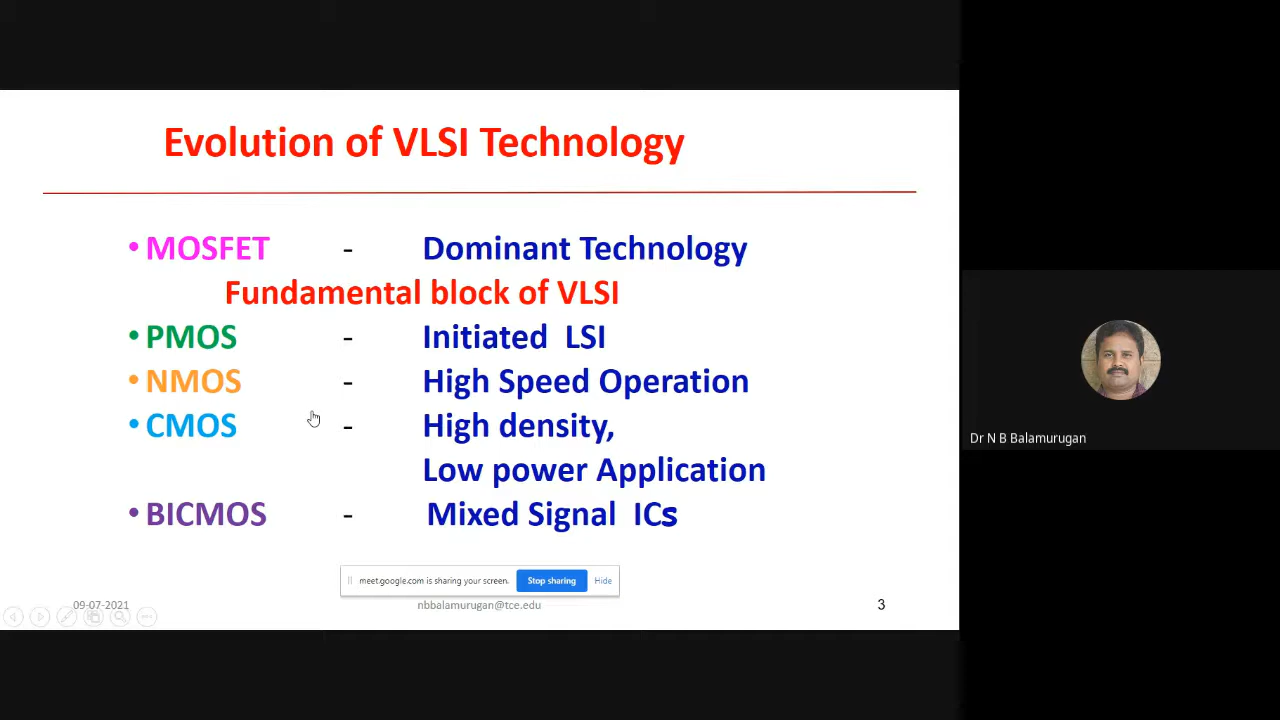 Evolution of VLSI Technology
• MOSFET - Dominant Technology
Fundamental block of VLSI
• PMOS - Initiated LSI
• NMOS - High Speed Operation
• CMOS - High density,
Low power Application
• BICMOS - Mixed Signal ICs
meet.google.com is sharing your screen. Stop sharing Hide
09-07-2021 nbbalamurugan@tce.edu 3
Dr N B Balamurugan